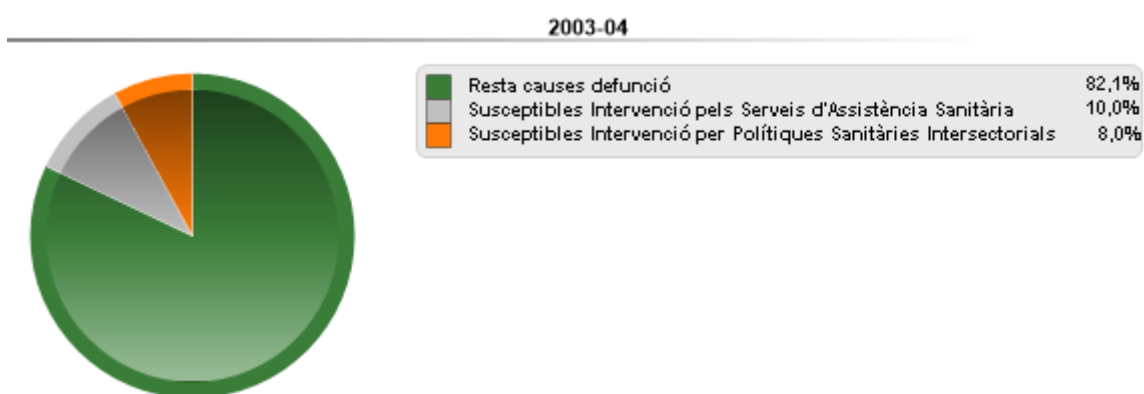 2003-04
Resta causes defunció 82,1%
Susceptibles Intervenció pels Serveis d'Assistència Sanitària 10,0%
Susceptibles Intervenció per Polítiques Sanitàries Intersectorials 8,0%